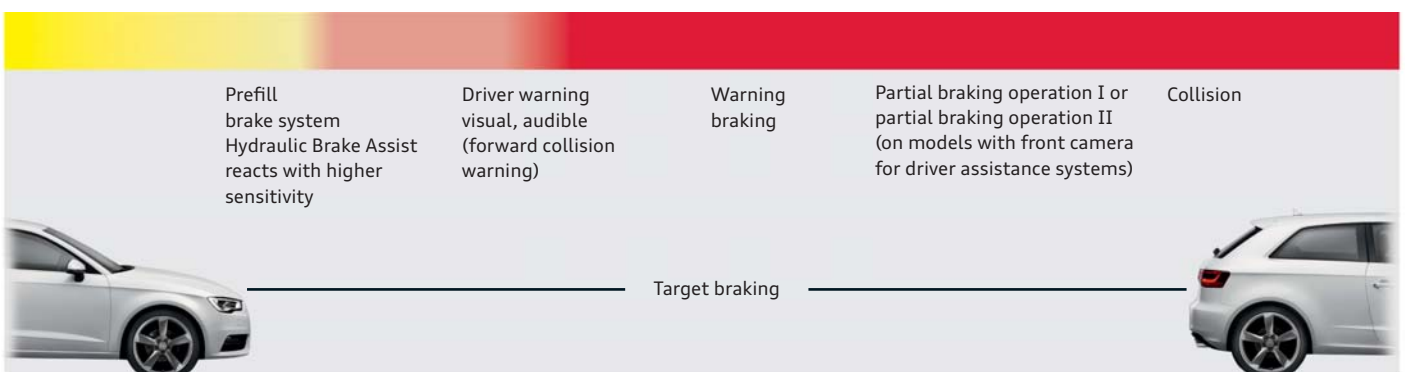 Prefill
brake system
Hydraulic Brake Assist
reacts with higher
sensitivity
Driver warning
visual, audible
(forward collision
warning)
Warning
braking
Partial braking operation I or
partial braking operation II
(on models with front camera
for driver assistance systems)
Collision
Target braking